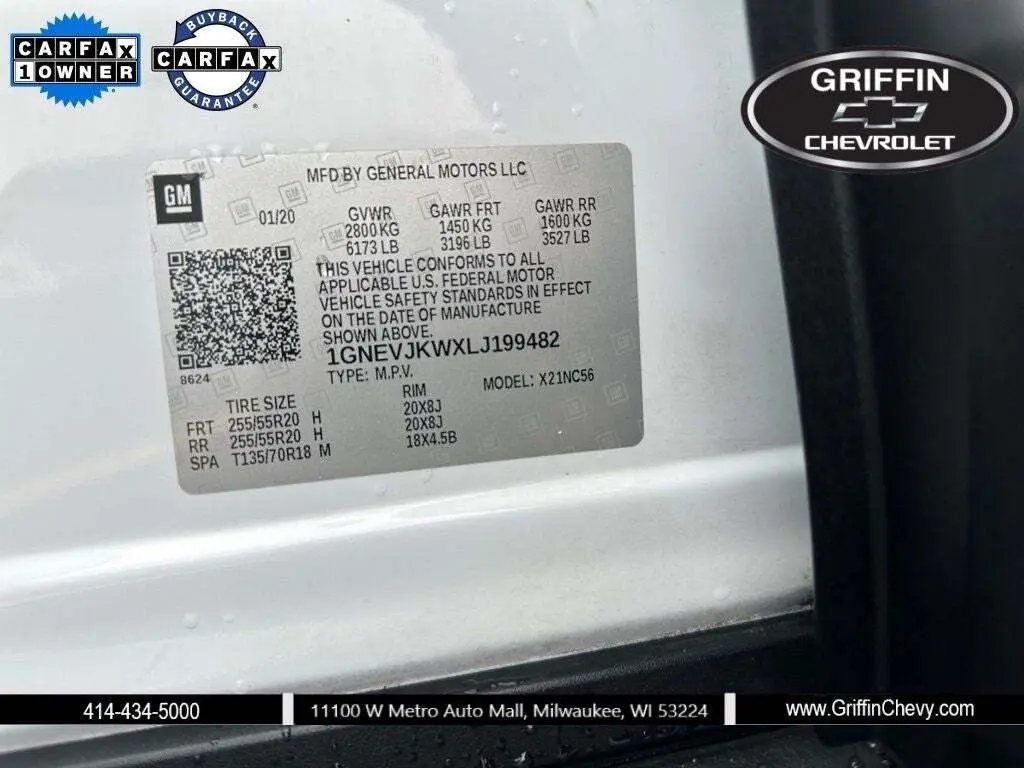 CARFAX
1 OWNER
BUYBACK
CARFAX
GUARANTEE
GRIFFIN
CHEVROLET
GM
MFD BY GENERAL MOTORS LLC
01/20 GVWR GAWR FRT GAWR RR
2800 KG 1450 KG 1600 KG
6173 LB 3196 LB 3527 LB
THIS VEHICLE CONFORMS TO ALL
APPLICABLE U.S. FEDERAL MOTOR
VEHICLE SAFETY STANDARDS IN EFFECT
ON THE DATE OF MANUFACTURE
SHOWN ABOVE.
1GNEVJKWXLJ199482
8624
TYPE: M.P.V. MODEL: X21NC56
TIRE SIZE RIM
FRT 255/55R20 H 20X8J
RR 255/55R20 H 20X8J
SPA T135/70R18 M 18X4.5B
414-434-5000
11100 W Metro Auto Mall, Milwaukee, WI 53224
www.GriffinChevy.com